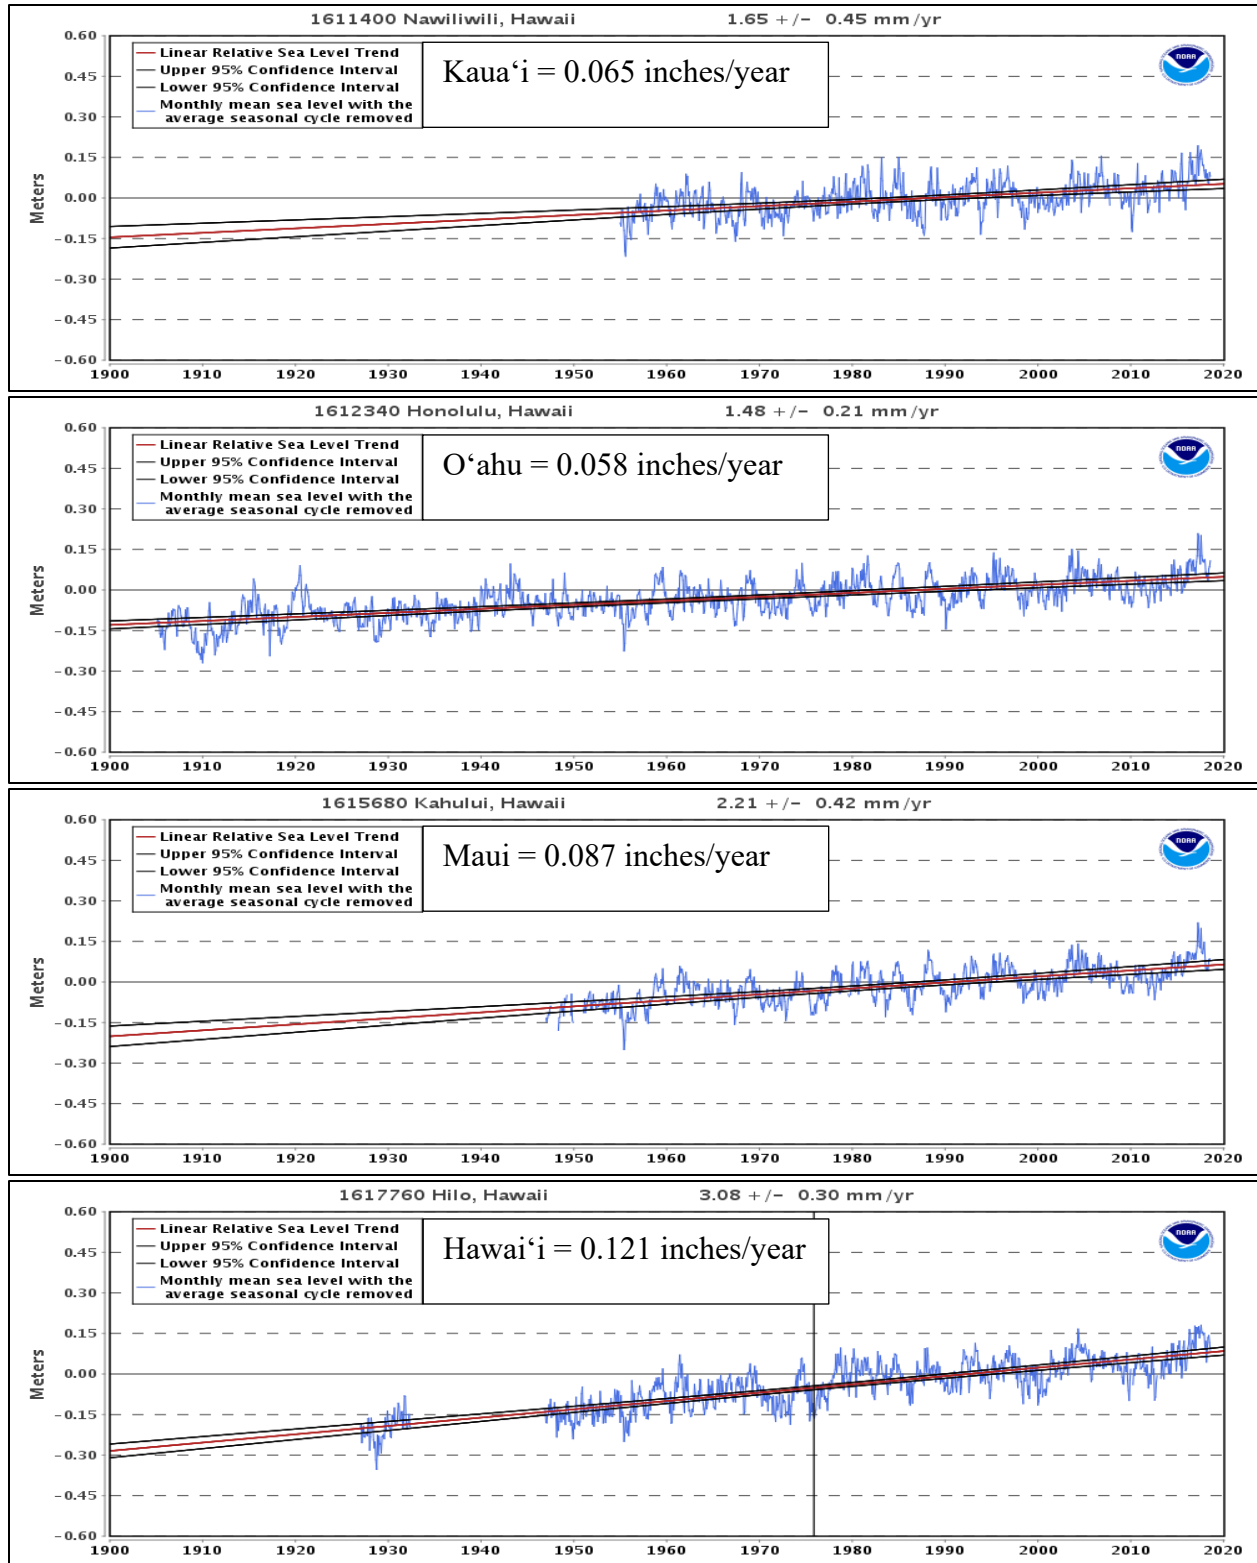 1611400 Nawiliwili, Hawaii 1.65 +/- 0.45 mm/yr
Linear Relative Sea Level Trend
Upper 95% Confidence Interval
Lower 95% Confidence Interval
Monthly mean sea level with the
average seasonal cycle removed
Kauaʻi = 0.065 inches/year
NOAA
Meters
0.60
0.45
0.30
0.15
0.00
-0.15
-0.30
-0.45
-0.60
1900 1910 1920 1930 1940 1950 1960 1970 1980 1990 2000 2010 2020
1612340 Honolulu, Hawaii 1.48 +/- 0.21 mm/yr
Linear Relative Sea Level Trend
Upper 95% Confidence Interval
Lower 95% Confidence Interval
Monthly mean sea level with the
average seasonal cycle removed
Oʻahu = 0.058 inches/year
NOAA
Meters
0.60
0.45
0.30
0.15
0.00
-0.15
-0.30
-0.45
-0.60
1900 1910 1920 1930 1940 1950 1960 1970 1980 1990 2000 2010 2020
1615680 Kahului, Hawaii 2.21 +/- 0.42 mm/yr
Linear Relative Sea Level Trend
Upper 95% Confidence Interval
Lower 95% Confidence Interval
Monthly mean sea level with the
average seasonal cycle removed
Maui = 0.087 inches/year
NOAA
Meters
0.60
0.45
0.30
0.15
0.00
-0.15
-0.30
-0.45
-0.60
1900 1910 1920 1930 1940 1950 1960 1970 1980 1990 2000 2010 2020
1617760 Hilo, Hawaii 3.08 +/- 0.30 mm/yr
Linear Relative Sea Level Trend
Upper 95% Confidence Interval
Lower 95% Confidence Interval
Monthly mean sea level with the
average seasonal cycle removed
Hawaiʻi = 0.121 inches/year
NOAA
Meters
0.60
0.45
0.30
0.15
0.00
-0.15
-0.30
-0.45
-0.60
1900 1910 1920 1930 1940 1950 1960 1970 1980 1990 2000 2010 2020